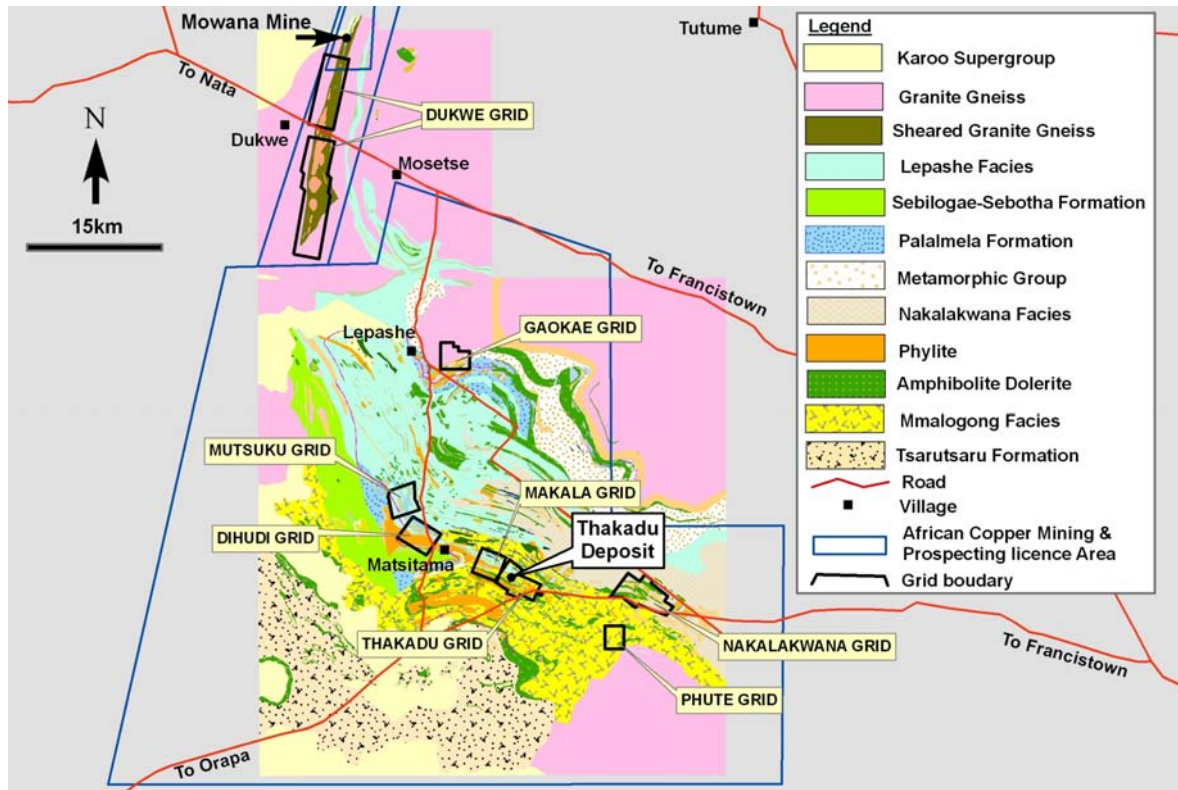 Mowana Mine
Tutume
To Nata
DUKWE GRID
Dukwe
N
Mosetse
15km
To Francistown
GAOKAE GRID
Lepashe
MUTSUKU GRID
MAKALA GRID
Thakadu
Deposit
DIHUDI GRID
Matsitama
THAKADU GRID
NAKALAKWANA GRID
To Francistown
PHUTE GRID
To Orapa
Legend
Karoo Supergroup
Granite Gneiss
Sheared Granite Gneiss
Lepashe Facies
Sebilogae-Sebotha Formation
Palalmela Formation
Metamorphic Group
Nakalakwana Facies
Phylite
Amphibolite Dolerite
Mmalogong Facies
Tsarutsaru Formation
Road
Village
African Copper Mining &
Prospecting licence Area
Grid boudary